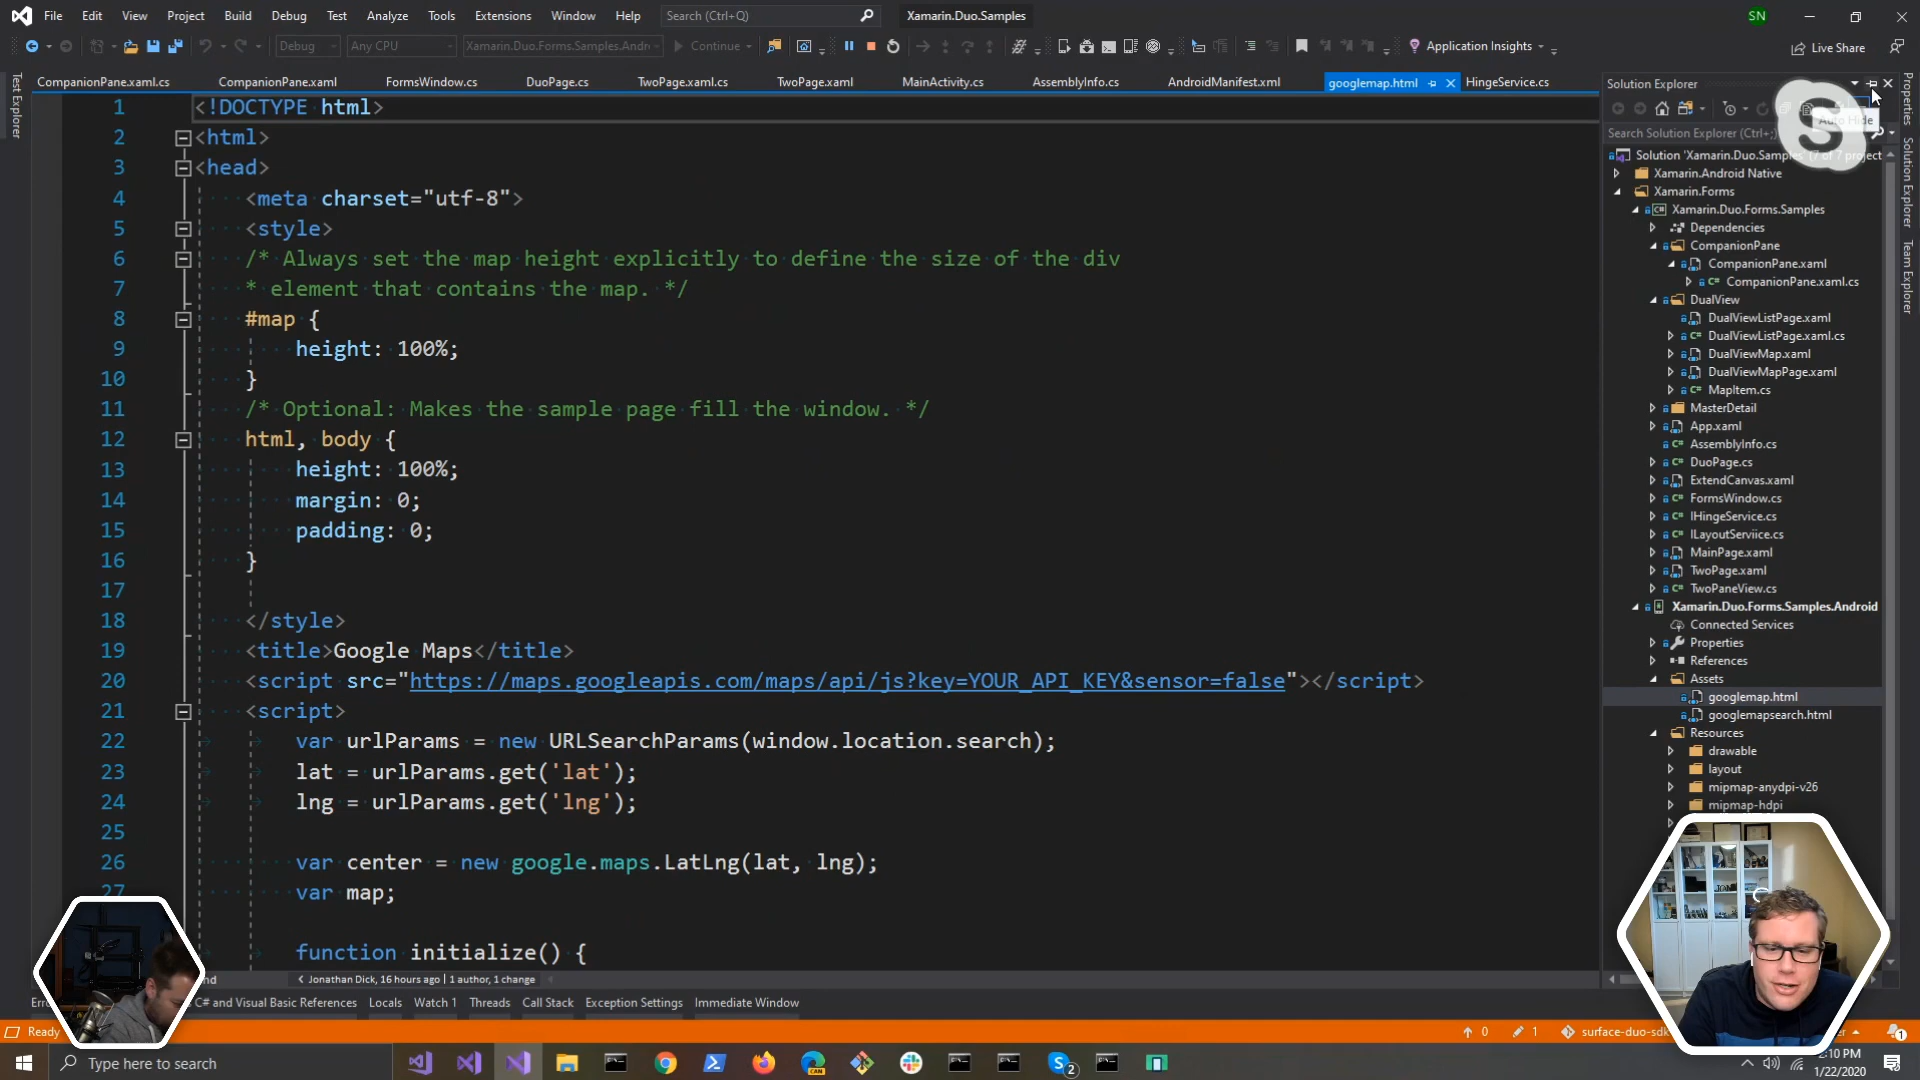 File Edit View Project Build Debug Test Analyze Tools Extensions Window Help Search (Ctrl+Q) Xamarin.Duo.Samples SN
Debug Any CPU Xamarin.Duo.Forms.Samples.Andr Continue Application Insights Live Share
CompanionPane.xaml.cs CompanionPane.xaml FormsWindow.cs DuoPage.cs TwoPage.xaml.cs TwoPage.xaml MainActivity.cs AssemblyInfo.cs AndroidManifest.xml googlemap.html HingeService.cs
Test Explorer
1 <!DOCTYPE html>
2 <html>
3 <head>
4 <meta charset="utf-8">
5 <style>
6 /* Always set the map height explicitly to define the size of the div
7 * element that contains the map. */
8 #map {
9 height: 100%;
10 }
11 /* Optional: Makes the sample page fill the window. */
12 html, body {
13 height: 100%;
14 margin: 0;
15 padding: 0;
16 }
17
18 </style>
19 <title>Google Maps</title>
20 <script src="https://maps.googleapis.com/maps/api/js?key=YOUR_API_KEY&sensor=false"></script>
21 <script>
22 var urlParams = new URLSearchParams(window.location.search);
23 lat = urlParams.get('lat');
24 lng = urlParams.get('lng');
25
26 var center = new google.maps.LatLng(lat, lng);
27 var map;
function initialize() {
Jonathan Dick, 16 hours ago | 1 author, 1 change
Solution Explorer
Auto Hide
Search Solution Explorer (Ctrl+;)
Solution 'Xamarin.Duo.Samples' (7 of 7 project
Xamarin.Android Native
Xamarin.Forms
Xamarin.Duo.Forms.Samples
Dependencies
CompanionPane
CompanionPane.xaml
CompanionPane.xaml.cs
DualView
DualViewListPage.xaml
DualViewListPage.xaml.cs
DualViewMap.xaml
DualViewMapPage.xaml
MapItem.cs
MasterDetail
App.xaml
AssemblyInfo.cs
DuoPage.cs
ExtendCanvas.xaml
FormsWindow.cs
IHingeService.cs
ILayoutServiice.cs
MainPage.xaml
TwoPage.xaml
TwoPaneView.cs
Xamarin.Duo.Forms.Samples.Android
Connected Services
Properties
References
Assets
googlemap.html
googlemapsearch.html
Resources
drawable
layout
mipmap-anydpi-v26
mipmap-hdpi
Properties
Solution Explorer
Team Explorer
C# and Visual Basic References Locals Watch 1 Threads Call Stack Exception Settings Immediate Window
Ready 0 1 surface-duo-sdk 1
Type here to search CAN 2 2:10 PM
1/22/2020